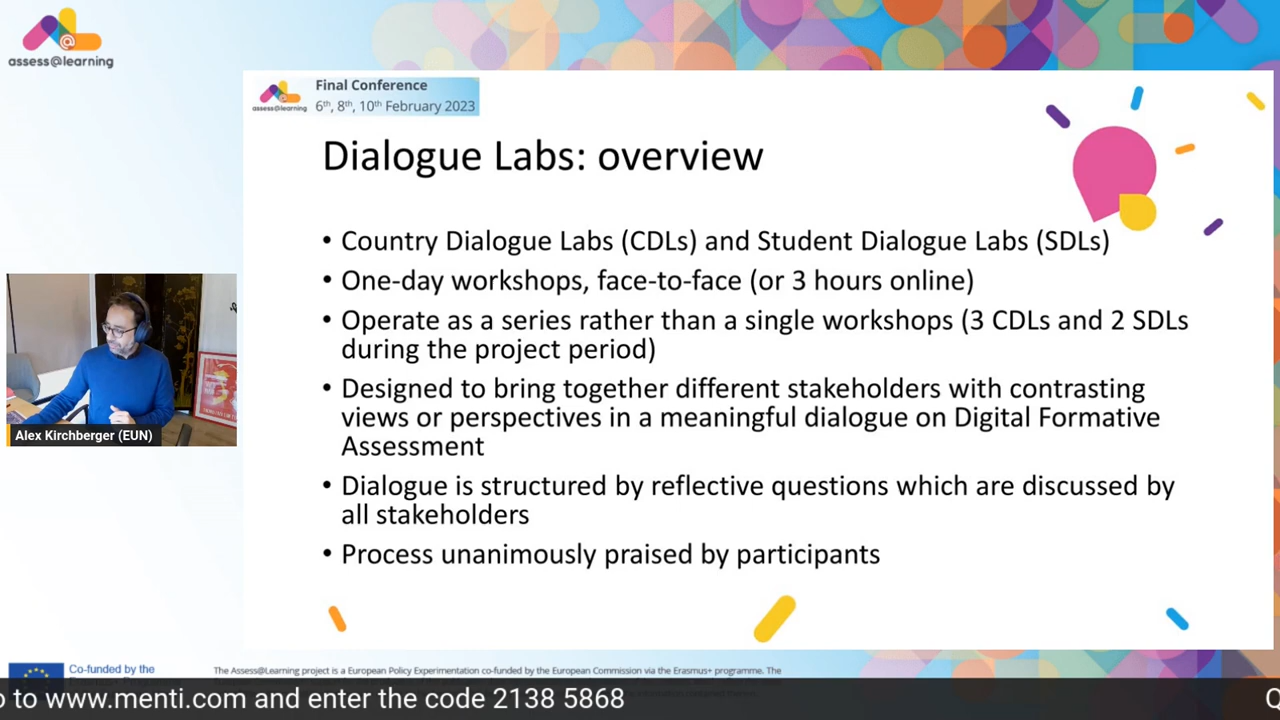 assess@learning
assess@learning
Final Conference
6th, 8th, 10th February 2023
Dialogue Labs: overview
• Country Dialogue Labs (CDLs) and Student Dialogue Labs (SDLs)
• One-day workshops, face-to-face (or 3 hours online)
• Operate as a series rather than a single workshops (3 CDLs and 2 SDLs
during the project period)
• Designed to bring together different stakeholders with contrasting
views or perspectives in a meaningful dialogue on Digital Formative
Assessment
• Dialogue is structured by reflective questions which are discussed by
all stakeholders
• Process unanimously praised by participants
Alex Kirchberger (EUN)
Co-funded by the
The Assess@Learning project is a European Policy Experimentation co-funded by the European Commission via the Erasmus+ programme. The
to www.menti.com and enter the code 2138 5868